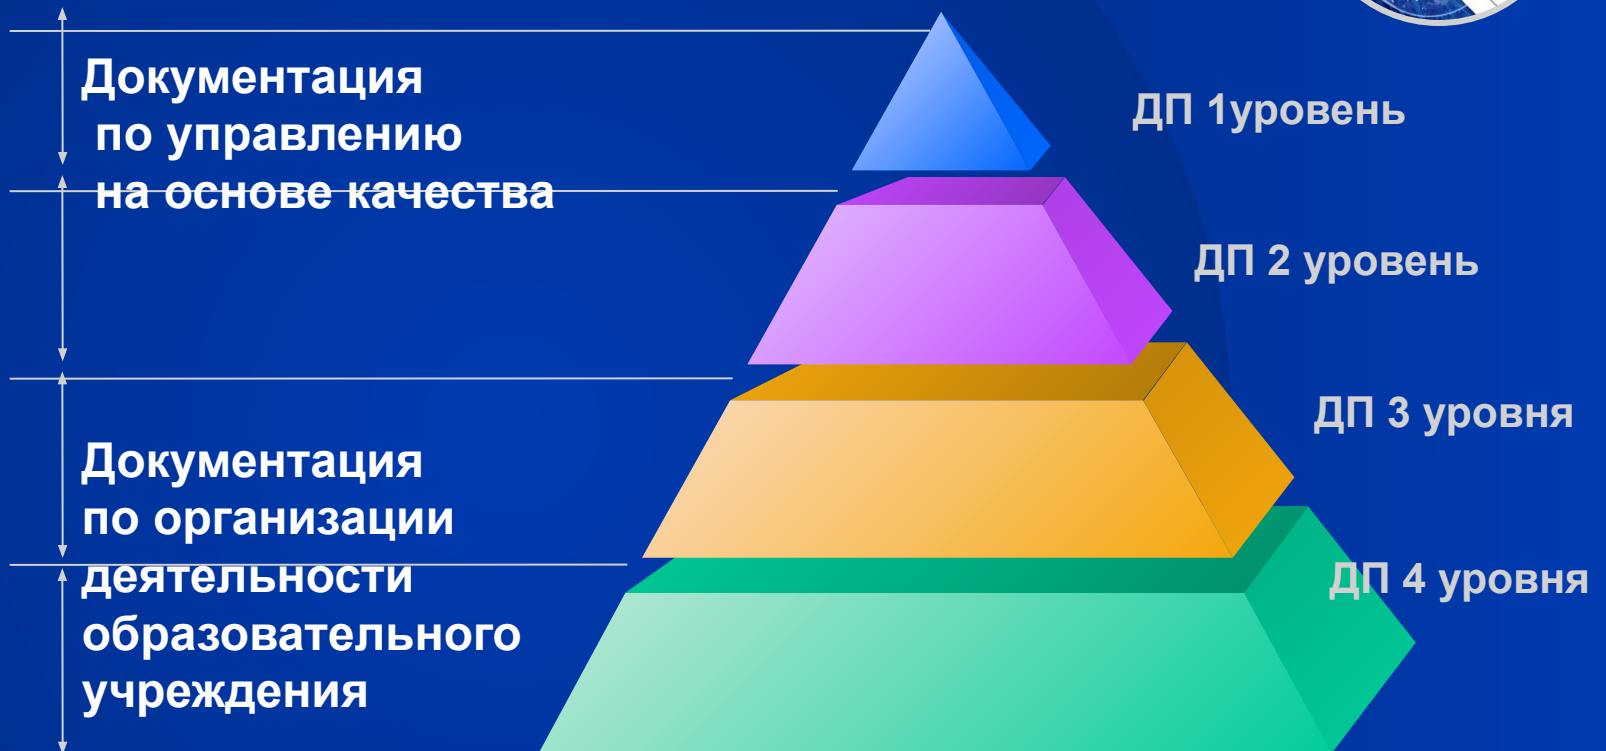 Документация
по управлению
на основе качества
ДП 1уровень
ДП 2 уровень
ДП 3 уровня
Документация
по организации
деятельности
образовательного
учреждения
ДП 4 уровня